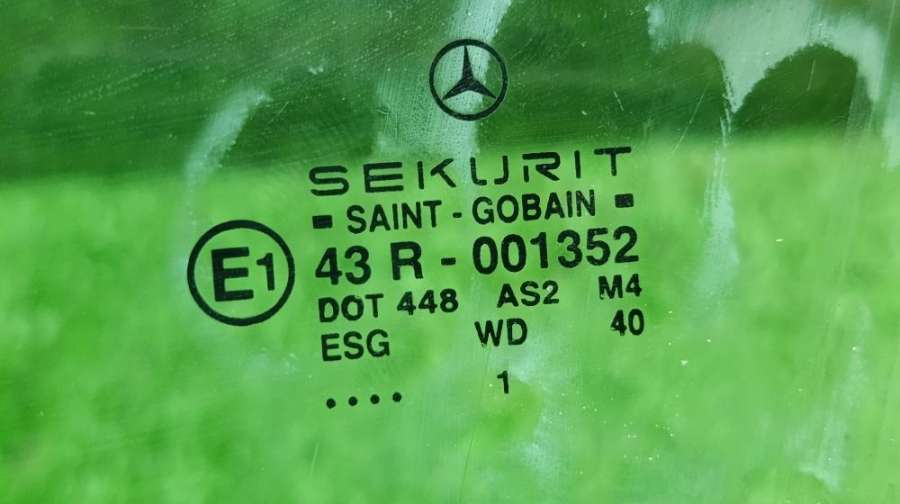 SEKURIT
SAINT - GOBAIN
E1 43 R - 001352
DOT 448 AS2 M4
ESG WD 40
.... 1